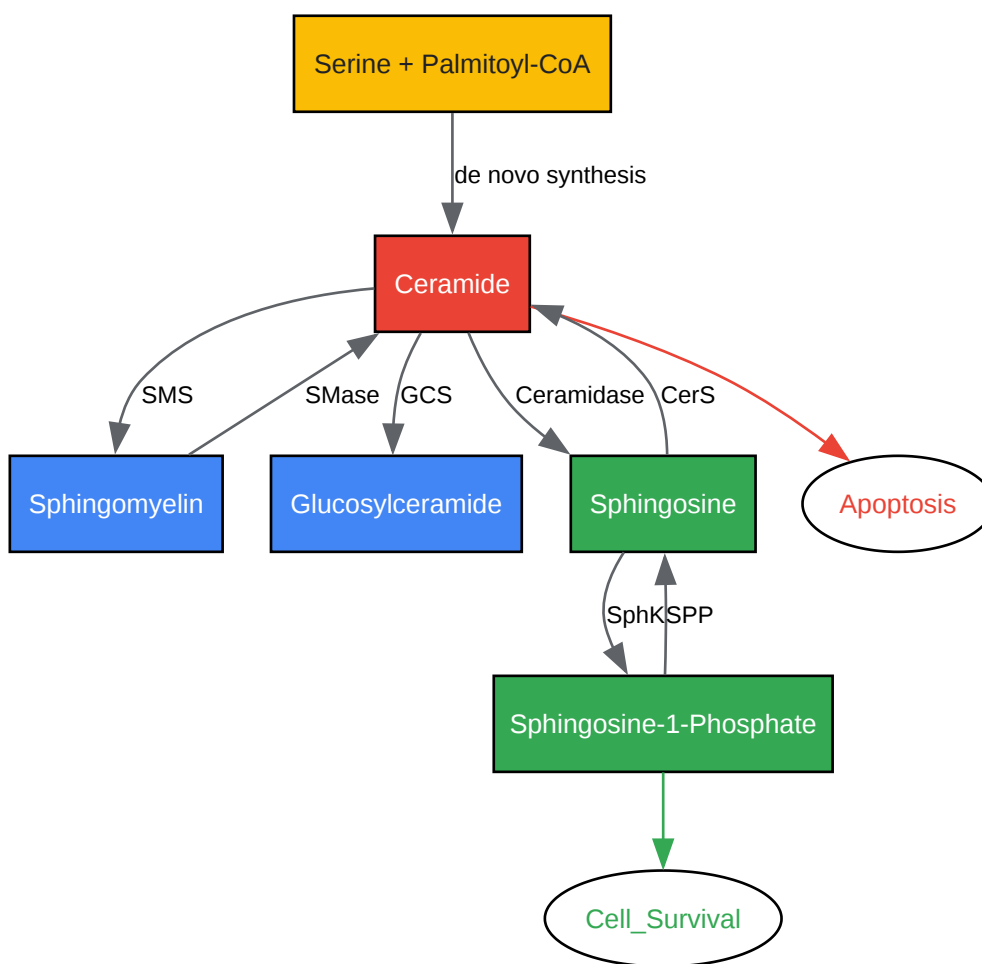 Serine + Palmitoyl-CoA
de novo synthesis
Ceramide
SMS
SMase
GCS
Ceramidase
CerS
Sphingomyelin
Glucosylceramide
Sphingosine
Apoptosis
SphK
SPP
Sphingosine-1-Phosphate
Cell_Survival